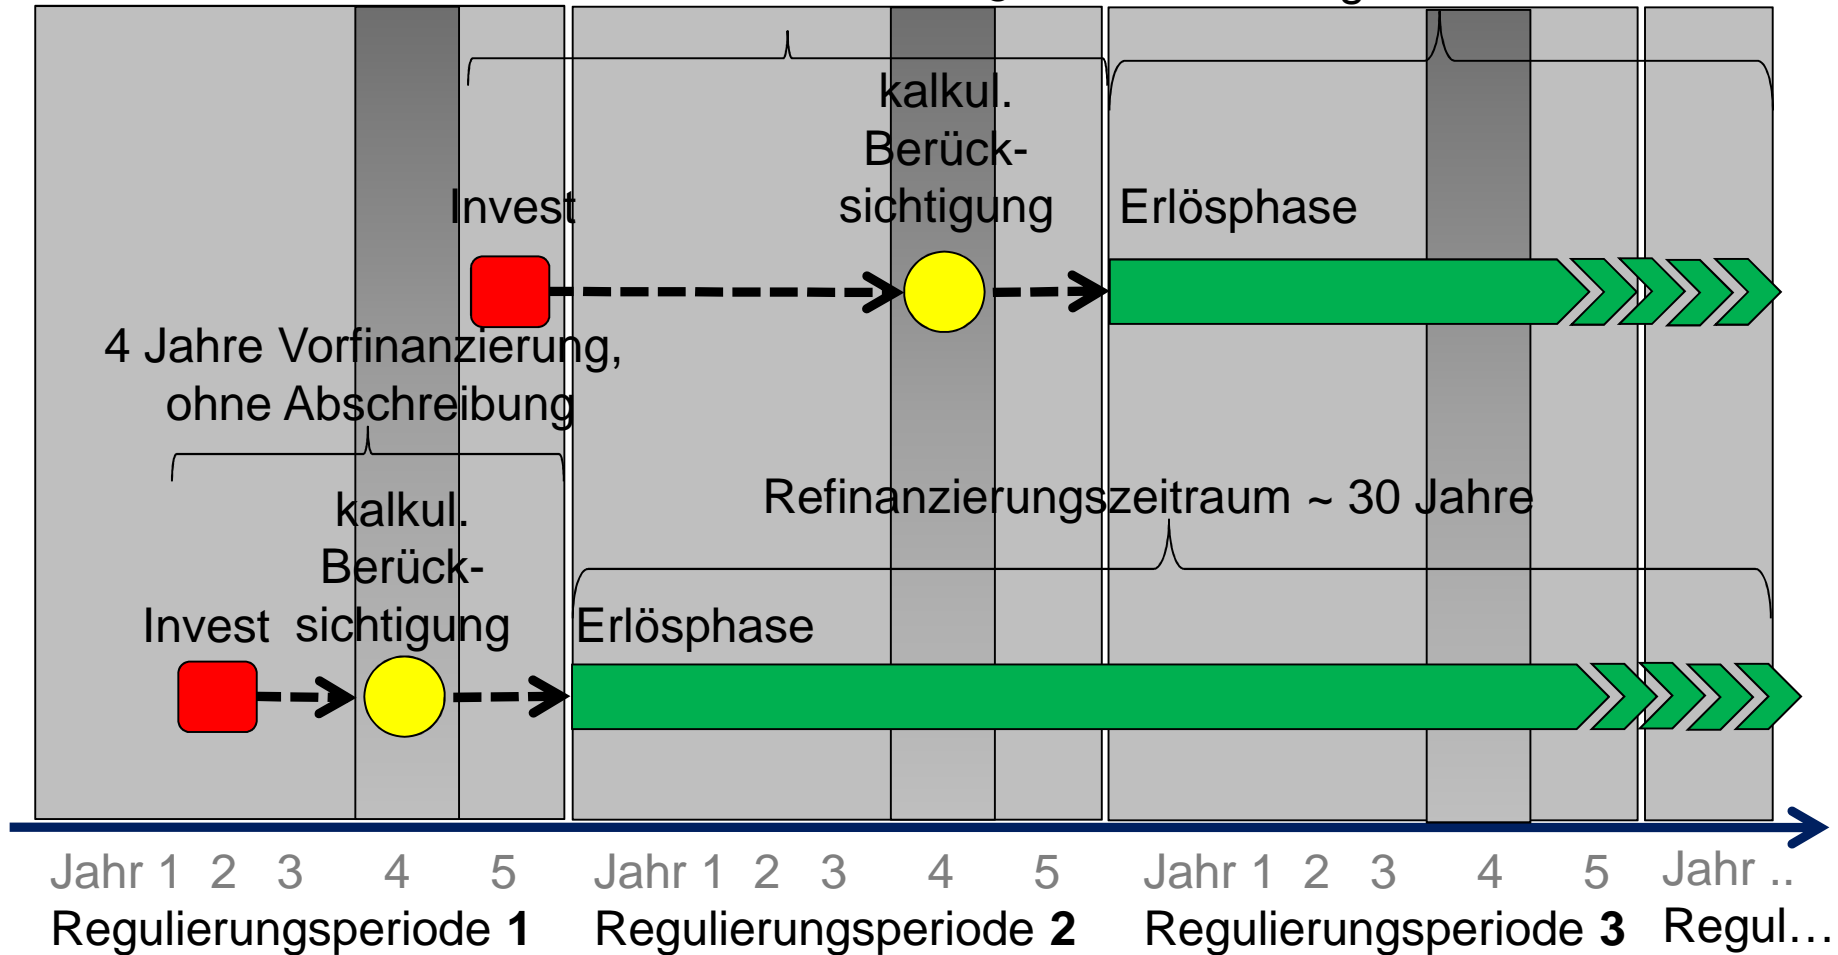 kalkul.
Berück-
sichtigung
Invest
Erlösphase
4 Jahre Vorfinanzierung,
ohne Abschreibung
Refinanzierungszeitraum ~ 30 Jahre
kalkul.
Berück-
sichtigung
Invest
Erlösphase
Jahr 1 2 3 4 5 Jahr 1 2 3 4 5 Jahr 1 2 3 4 5 Jahr ..
Regulierungsperiode 1 Regulierungsperiode 2 Regulierungsperiode 3 Regul...